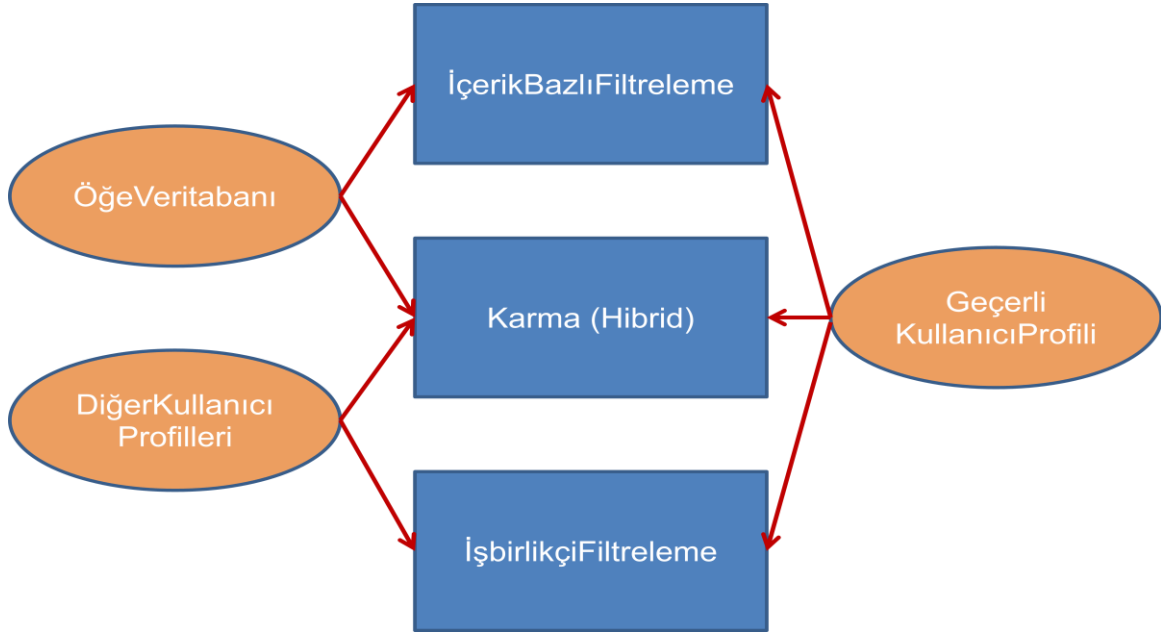 İçerikBazlıFiltreleme
ÖğeVeritabanı
Karma (Hibrid)
Geçerli
KullanıcıProfili
DiğerKullanıcı
Profilleri
İşbirlikçiFiltreleme